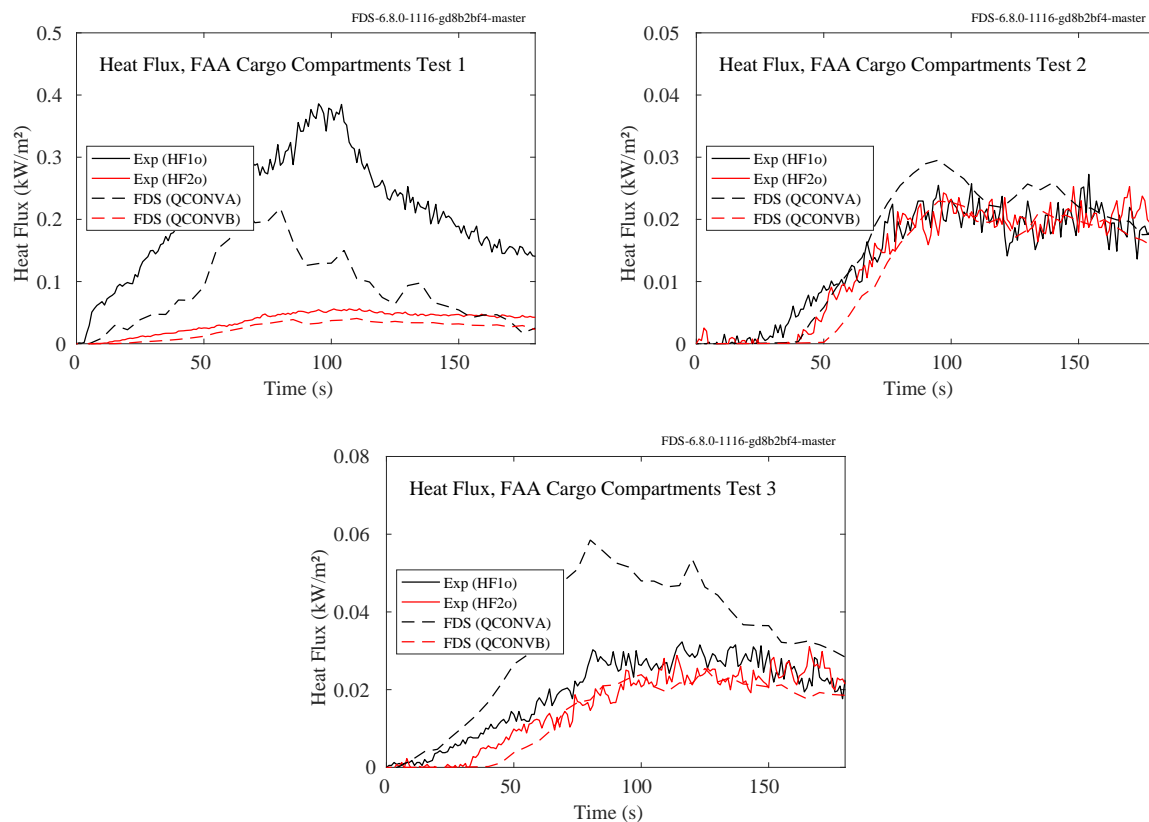 FDS-6.8.0-1116-gd8b2bf4-master
Heat Flux, FAA Cargo Compartments Test 1
Heat Flux (kW/m²)
0.5
0.4
0.3
0.2
0.1
0
Exp (HF1o)
Exp (HF2o)
FDS (QCONVA)
FDS (QCONVB)
0 50 100 150
Time (s)
FDS-6.8.0-1116-gd8b2bf4-master
Heat Flux, FAA Cargo Compartments Test 2
Heat Flux (kW/m²)
0.05
0.04
0.03
0.02
0.01
0
Exp (HF1o)
Exp (HF2o)
FDS (QCONVA)
FDS (QCONVB)
0 50 100 150
Time (s)
FDS-6.8.0-1116-gd8b2bf4-master
Heat Flux, FAA Cargo Compartments Test 3
Heat Flux (kW/m²)
0.08
0.06
0.04
0.02
0
Exp (HF1o)
Exp (HF2o)
FDS (QCONVA)
FDS (QCONVB)
0 50 100 150
Time (s)